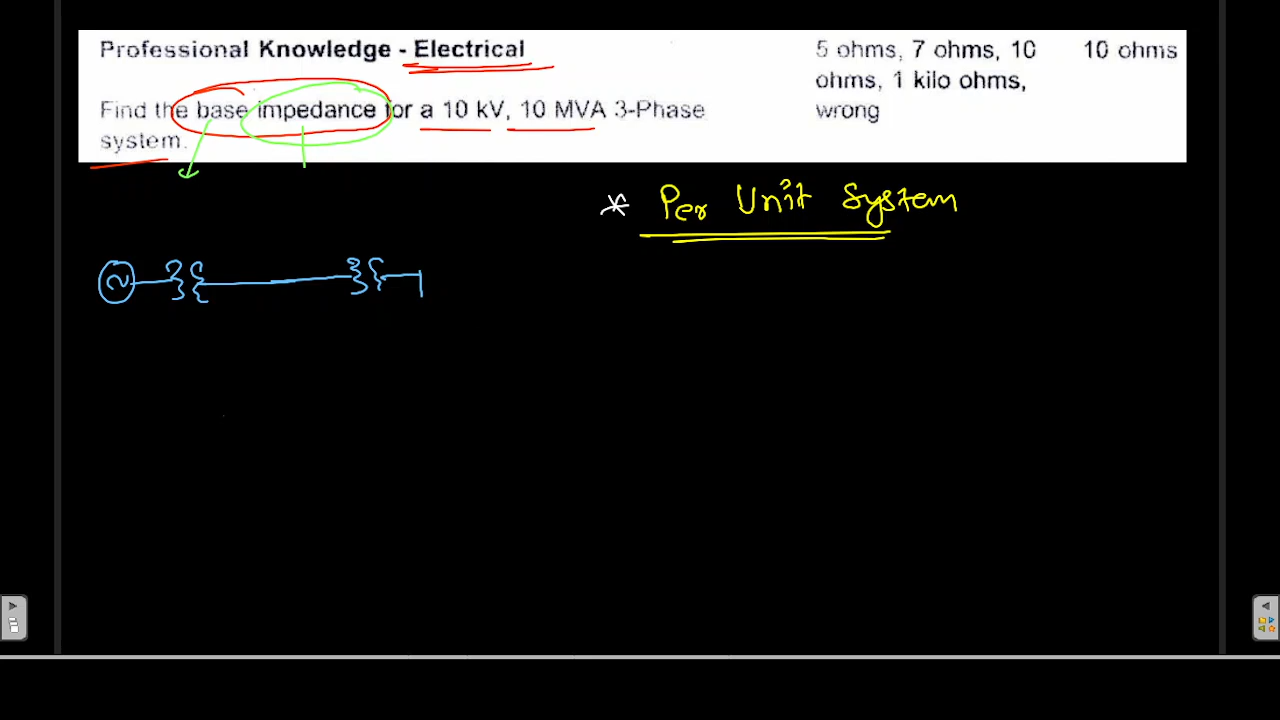 Professional Knowledge - Electrical
Find the base impedance for a 10 kV, 10 MVA 3-Phase
system.
5 ohms, 7 ohms, 10
ohms, 1 kilo ohms,
wrong
10 ohms
* Per Unit System